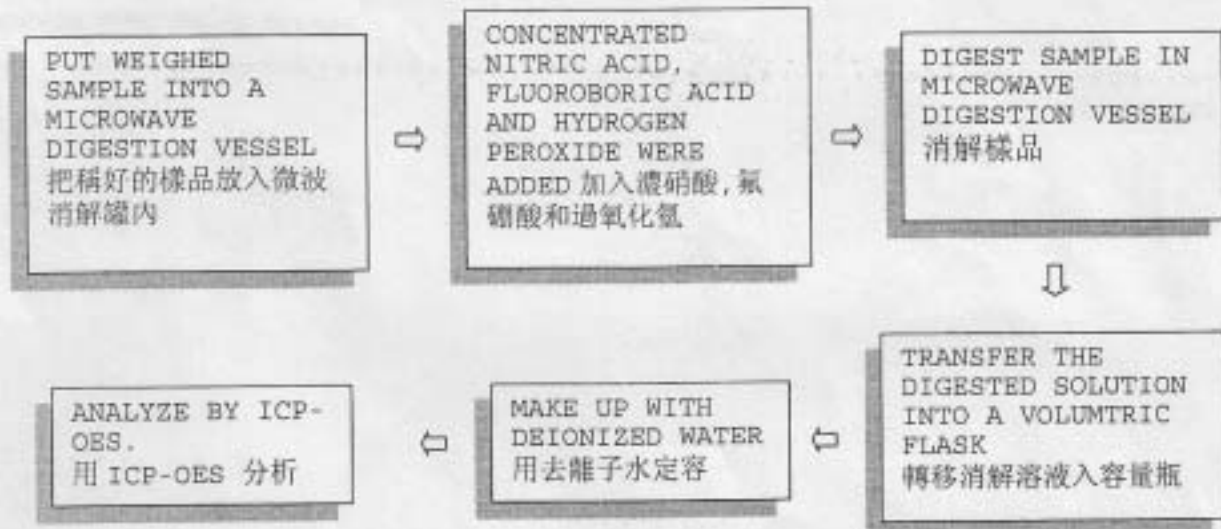 PUT WEIGHED
SAMPLE INTO A
MICROWAVE
DIGESTION VESSEL
把稱好的樣品放入微波
消解罐内
CONCENTRATED
NITRIC ACID,
FLUOROBORIC ACID
AND HYDROGEN
PEROXIDE WERE
ADDED 加入濃硝酸,氟
硼酸和過氧化氫
DIGEST SAMPLE IN
MICROWAVE
DIGESTION VESSEL
消解樣品
TRANSFER THE
DIGESTED SOLUTION
INTO A VOLUMTRIC
FLASK
轉移消解溶液入容量瓶
MAKE UP WITH
DEIONIZED WATER
用去離子水定容
ANALYZE BY ICP-
OES.
用 ICP-OES 分析